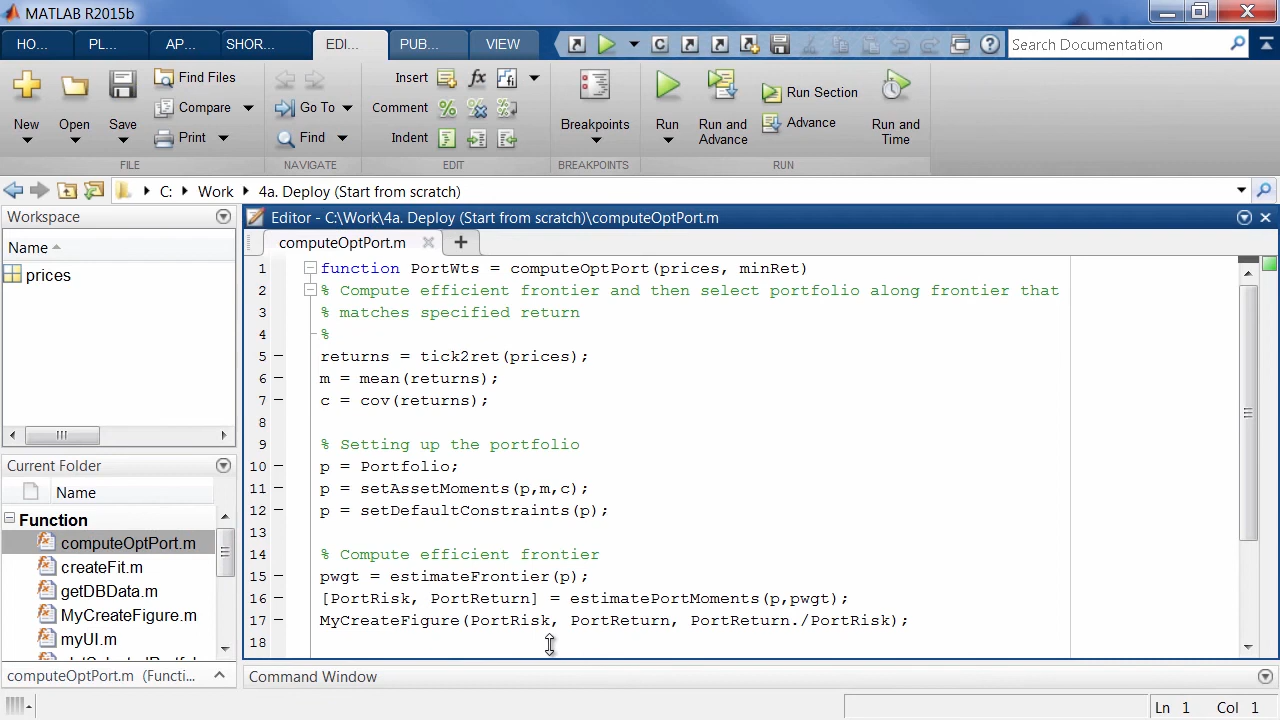 MATLAB R2015b
HO... PL... AP... SHOR... EDI... PUB... VIEW
Search Documentation
New Open Save
Find Files
Compare
Print
FILE
Go To
Find
NAVIGATE
Insert
Comment
Indent
EDIT
Breakpoints
BREAKPOINTS
Run
Run and Advance
Run Section
Advance
Run and Time
RUN
C: Work 4a. Deploy (Start from scratch)
Workspace
Name
prices
Current Folder
Name
Function
computeOptPort.m
createFit.m
getDBData.m
MyCreateFigure.m
myUI.m
computeOptPort.m (Functi...
Editor - C:\Work\4a. Deploy (Start from scratch)\computeOptPort.m
computeOptPort.m
1 function PortWts = computeOptPort(prices, minRet)
2 % Compute efficient frontier and then select portfolio along frontier that
3 % matches specified return
4 %
5 returns = tick2ret(prices);
6 m = mean(returns);
7 c = cov(returns);
8
9 % Setting up the portfolio
10 p = Portfolio;
11 p = setAssetMoments(p,m,c);
12 p = setDefaultConstraints(p);
13
14 % Compute efficient frontier
15 pwgt = estimateFrontier(p);
16 [PortRisk, PortReturn] = estimatePortMoments(p,pwgt);
17 MyCreateFigure(PortRisk, PortReturn, PortReturn./PortRisk);
18
Command Window
Ln 1 Col 1